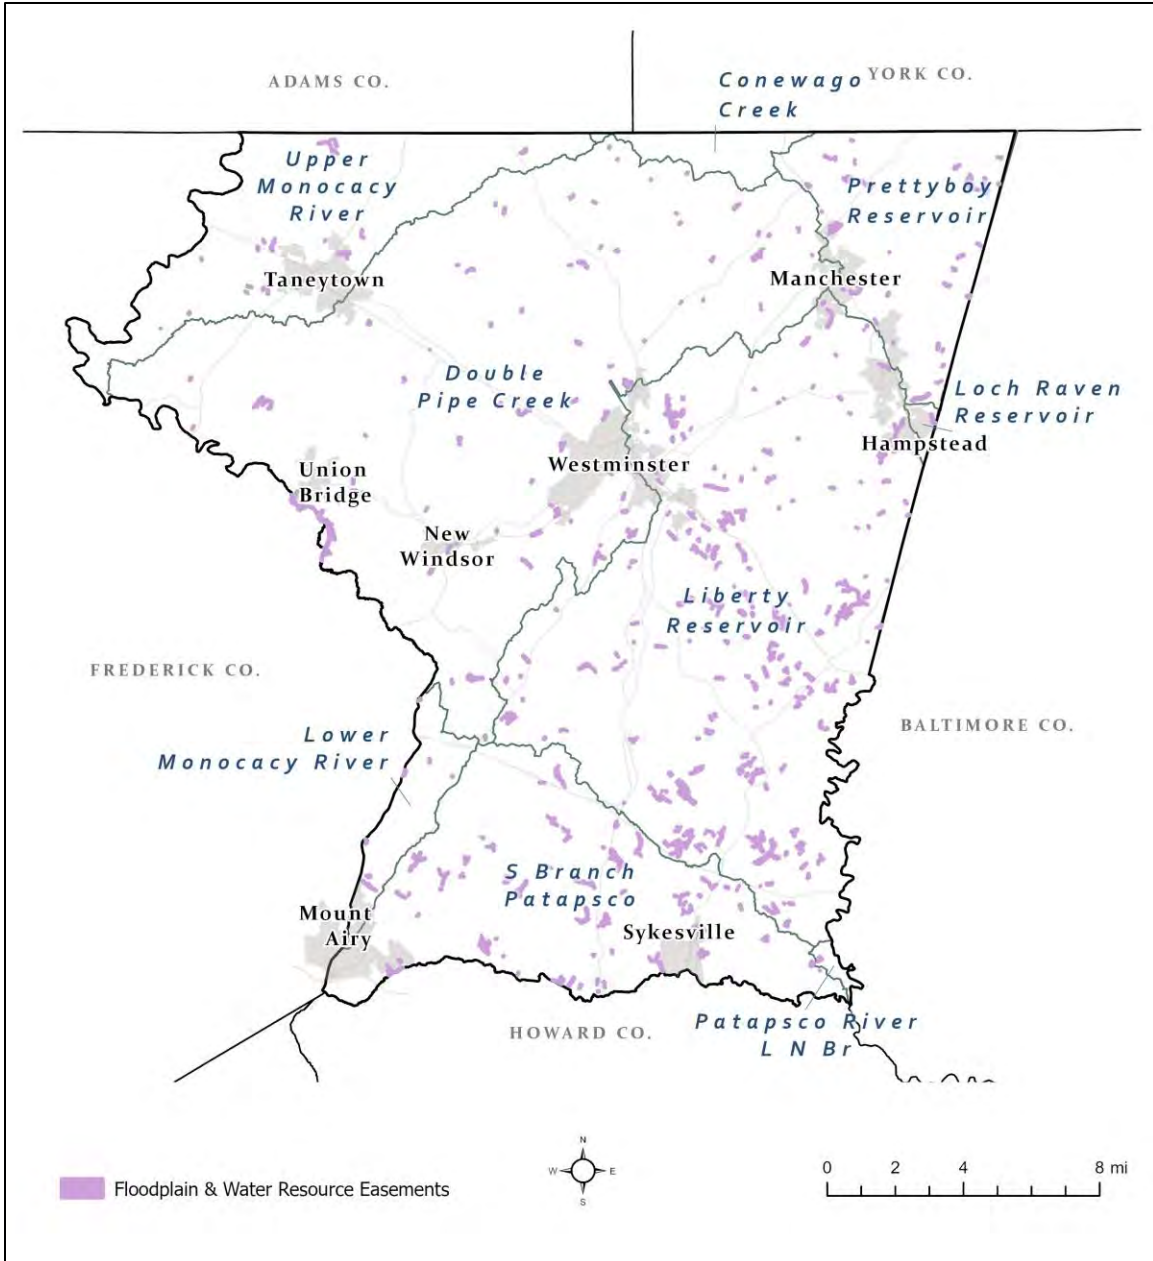 ADAMS CO.
Conewago
Creek
YORK CO.
Upper
Monocacy
River
Prettyboy
Reservoir
Taneytown
Manchester
Double
Pipe Creek
Loch Raven
Reservoir
Hampstead
Westminster
Union
Bridge
New
Windsor
Liberty
Reservoir
FREDERICK CO.
BALTIMORE CO.
Lower
Monocacy River
S Branch
Patapsco
Mount
Airy
Sykesville
HOWARD CO.
Patapsco River
L N Br
Floodplain & Water Resource Easements
N
W E
S
0 2 4 8 mi